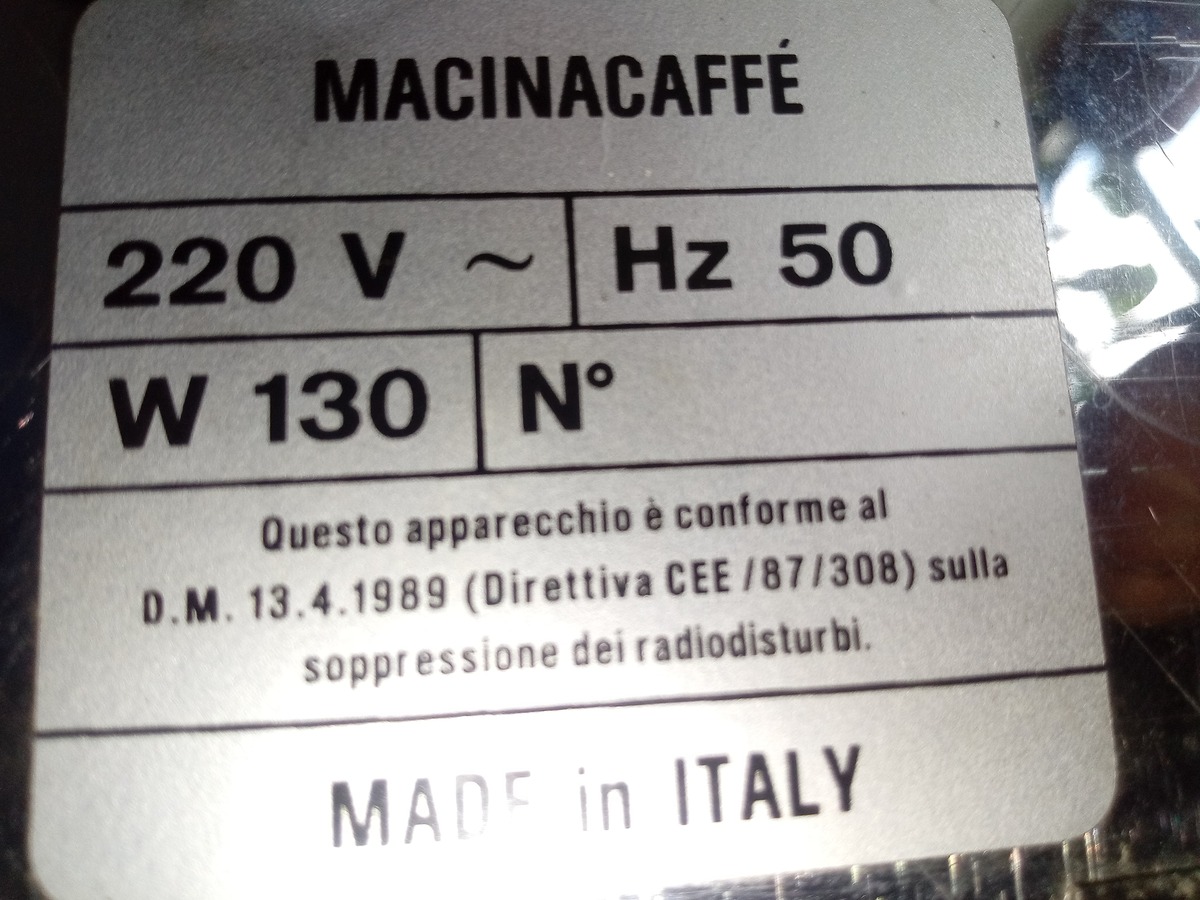 MACINACAFFÉ
220 V ~ Hz 50
W 130 N°
Questo apparecchio è conforme al
D.M. 13.4.1989 (Direttiva CEE/87/308) sulla
soppressione dei radiodisturbi.
MADE in ITALY